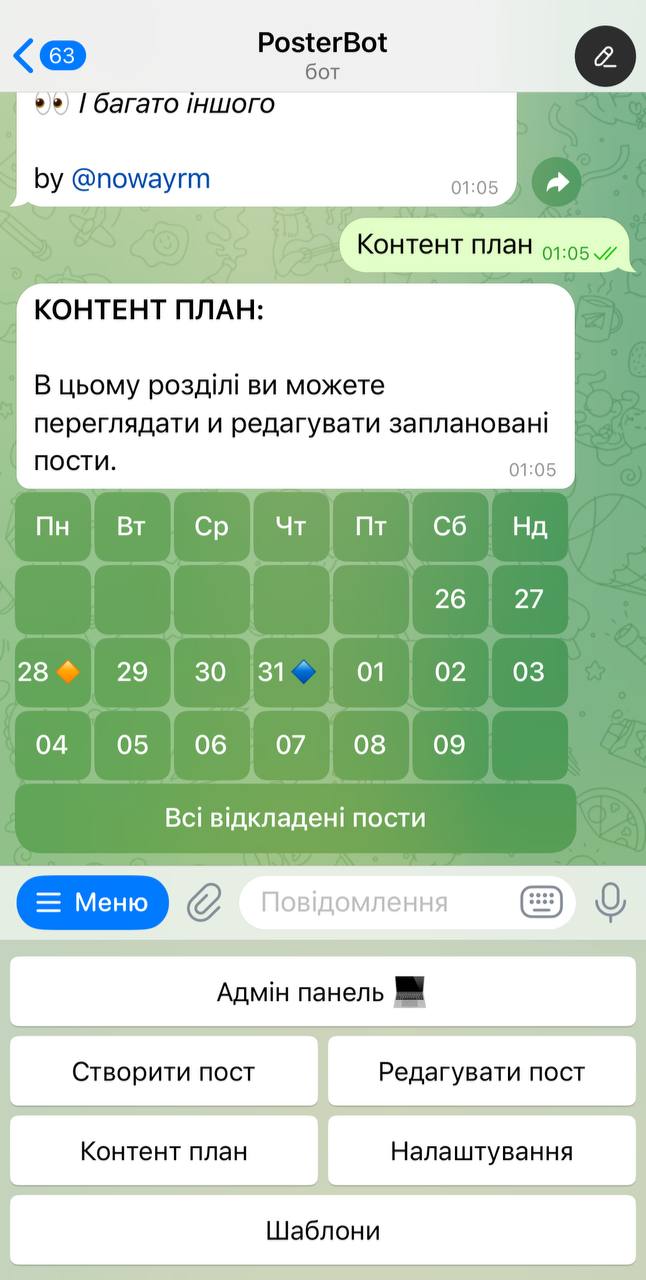 63
PosterBot
бот
👀 І багато іншого
by @nowayrm
01:05
Контент план 01:05
КОНТЕНТ ПЛАН:
В цьому розділі ви можете
переглядати и редагувати заплановані
пости.
01:05
Пн Вт Ср Чт Пт Сб Нд
26 27
28🔸 29 30 31🔷 01 02 03
04 05 06 07 08 09
Всі відкладені пости
Меню
Повідомлення
Адмін панель 💻
Створити пост Редагувати пост
Контент план Налаштування
Шаблони